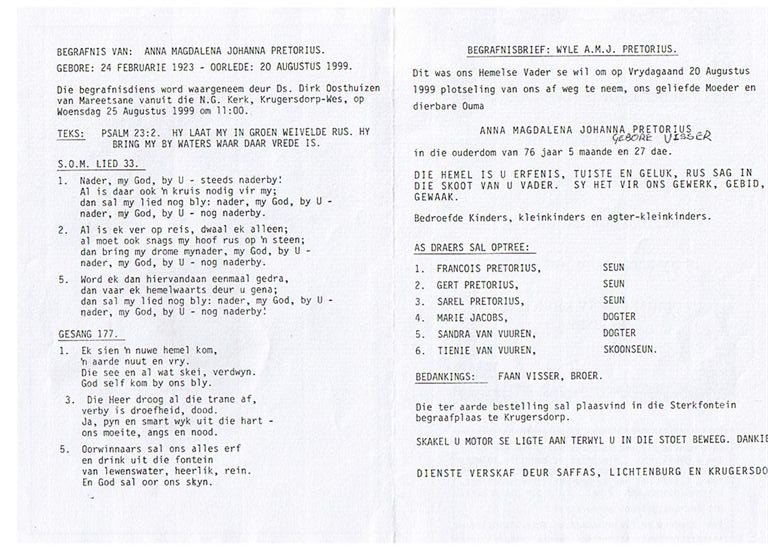 BEGRAFNIS VAN: ANNA MAGDALENA JOHANNA PRETORIUS.
GEBORE: 24 FEBRUARIE 1923 - OORLEDE: 20 AUGUSTUS 1999.
Die begrafnisdiens word waargeneem deur Ds. Dirk Oosthuizen
van Mareetsane vanuit die N.G. Kerk, Krugersdorp-Wes, op
Woensdag 25 Augustus 1999 om 11:00.
TEKS: PSALM 23:2. HY LAAT MY IN GROEN WEIVELDE RUS. HY
BRING MY BY WATERS WAAR DAAR VREDE IS.
S.O.M. LIED 33.
1. Nader, my God, by U - steeds naderby!
Al is daar ook 'n kruis nodig vir my;
dan sal my lied nog bly: nader, my God, by U -
nader, my God, by U - nog naderby.
2. Al is ek ver op reis, dwaal ek alleen;
al moet ook snags my hoof rus op 'n steen;
dan bring my drome mynader, my God, by U -
nader, my God, by U - nog naderby.
5. Word ek dan hiervandaan eenmaal gedra,
dan vaar ek hemelwaarts deur u gena;
dan sal my lied nog bly: nader, my God, by U -
nader, my God, by U - nog naderby!
GESANG 177.
1. Ek sien 'n nuwe hemel kom,
'n aarde nuut en vry.
Die see en al wat skei, verdwyn.
God self kom by ons bly.
3. Die Heer droog al die trane af,
verby is droefheid, dood.
Ja, pyn en smart wyk uit die hart -
ons moeite, angs en nood.
5. Oorwinnaars sal ons alles erf
en drink uit die fontein
van lewenswater, heerlik, rein.
En God sal oor ons skyn.
BEGRAFNISBRIEF: WYLE A.M.J. PRETORIUS.
Dit was ons Hemelse Vader se wil om op Vrydagaand 20 Augustus
1999 plotseling van ons af weg te neem, ons geliefde Moeder en
dierbare Ouma
ANNA MAGDALENA JOHANNA PRETORIUS
GEBORE VISSER
in die ouderdom van 76 jaar 5 maande en 27 dae.
DIE HEMEL IS U ERFENIS, TUISTE EN GELUK, RUS SAG IN
DIE SKOOT VAN U VADER. SY HET VIR ONS GEWERK, GEBID,
GEWAAK.
Bedroefde Kinders, kleinkinders en agter-kleinkinders.
AS DRAERS SAL OPTREE:
1. FRANCOIS PRETORIUS, SEUN
2. GERT PRETORIUS, SEUN
3. SAREL PRETORIUS, SEUN
4. MARIE JACOBS, DOGTER
5. SANDRA VAN VUUREN, DOGTER
6. TIENIE VAN VUUREN, SKOONSEUN.
BEDANKINGS: FAAN VISSER, BROER.
Die ter aarde bestelling sal plaasvind in die Sterkfontein
begraafplaas te Krugersdorp.
SKAKEL U MOTOR SE LIGTE AAN TERWYL U IN DIE STOET BEWEEG. DANKIE
DIENSTE VERSKAF DEUR SAFFAS, LICHTENBURG EN KRUGERSDO